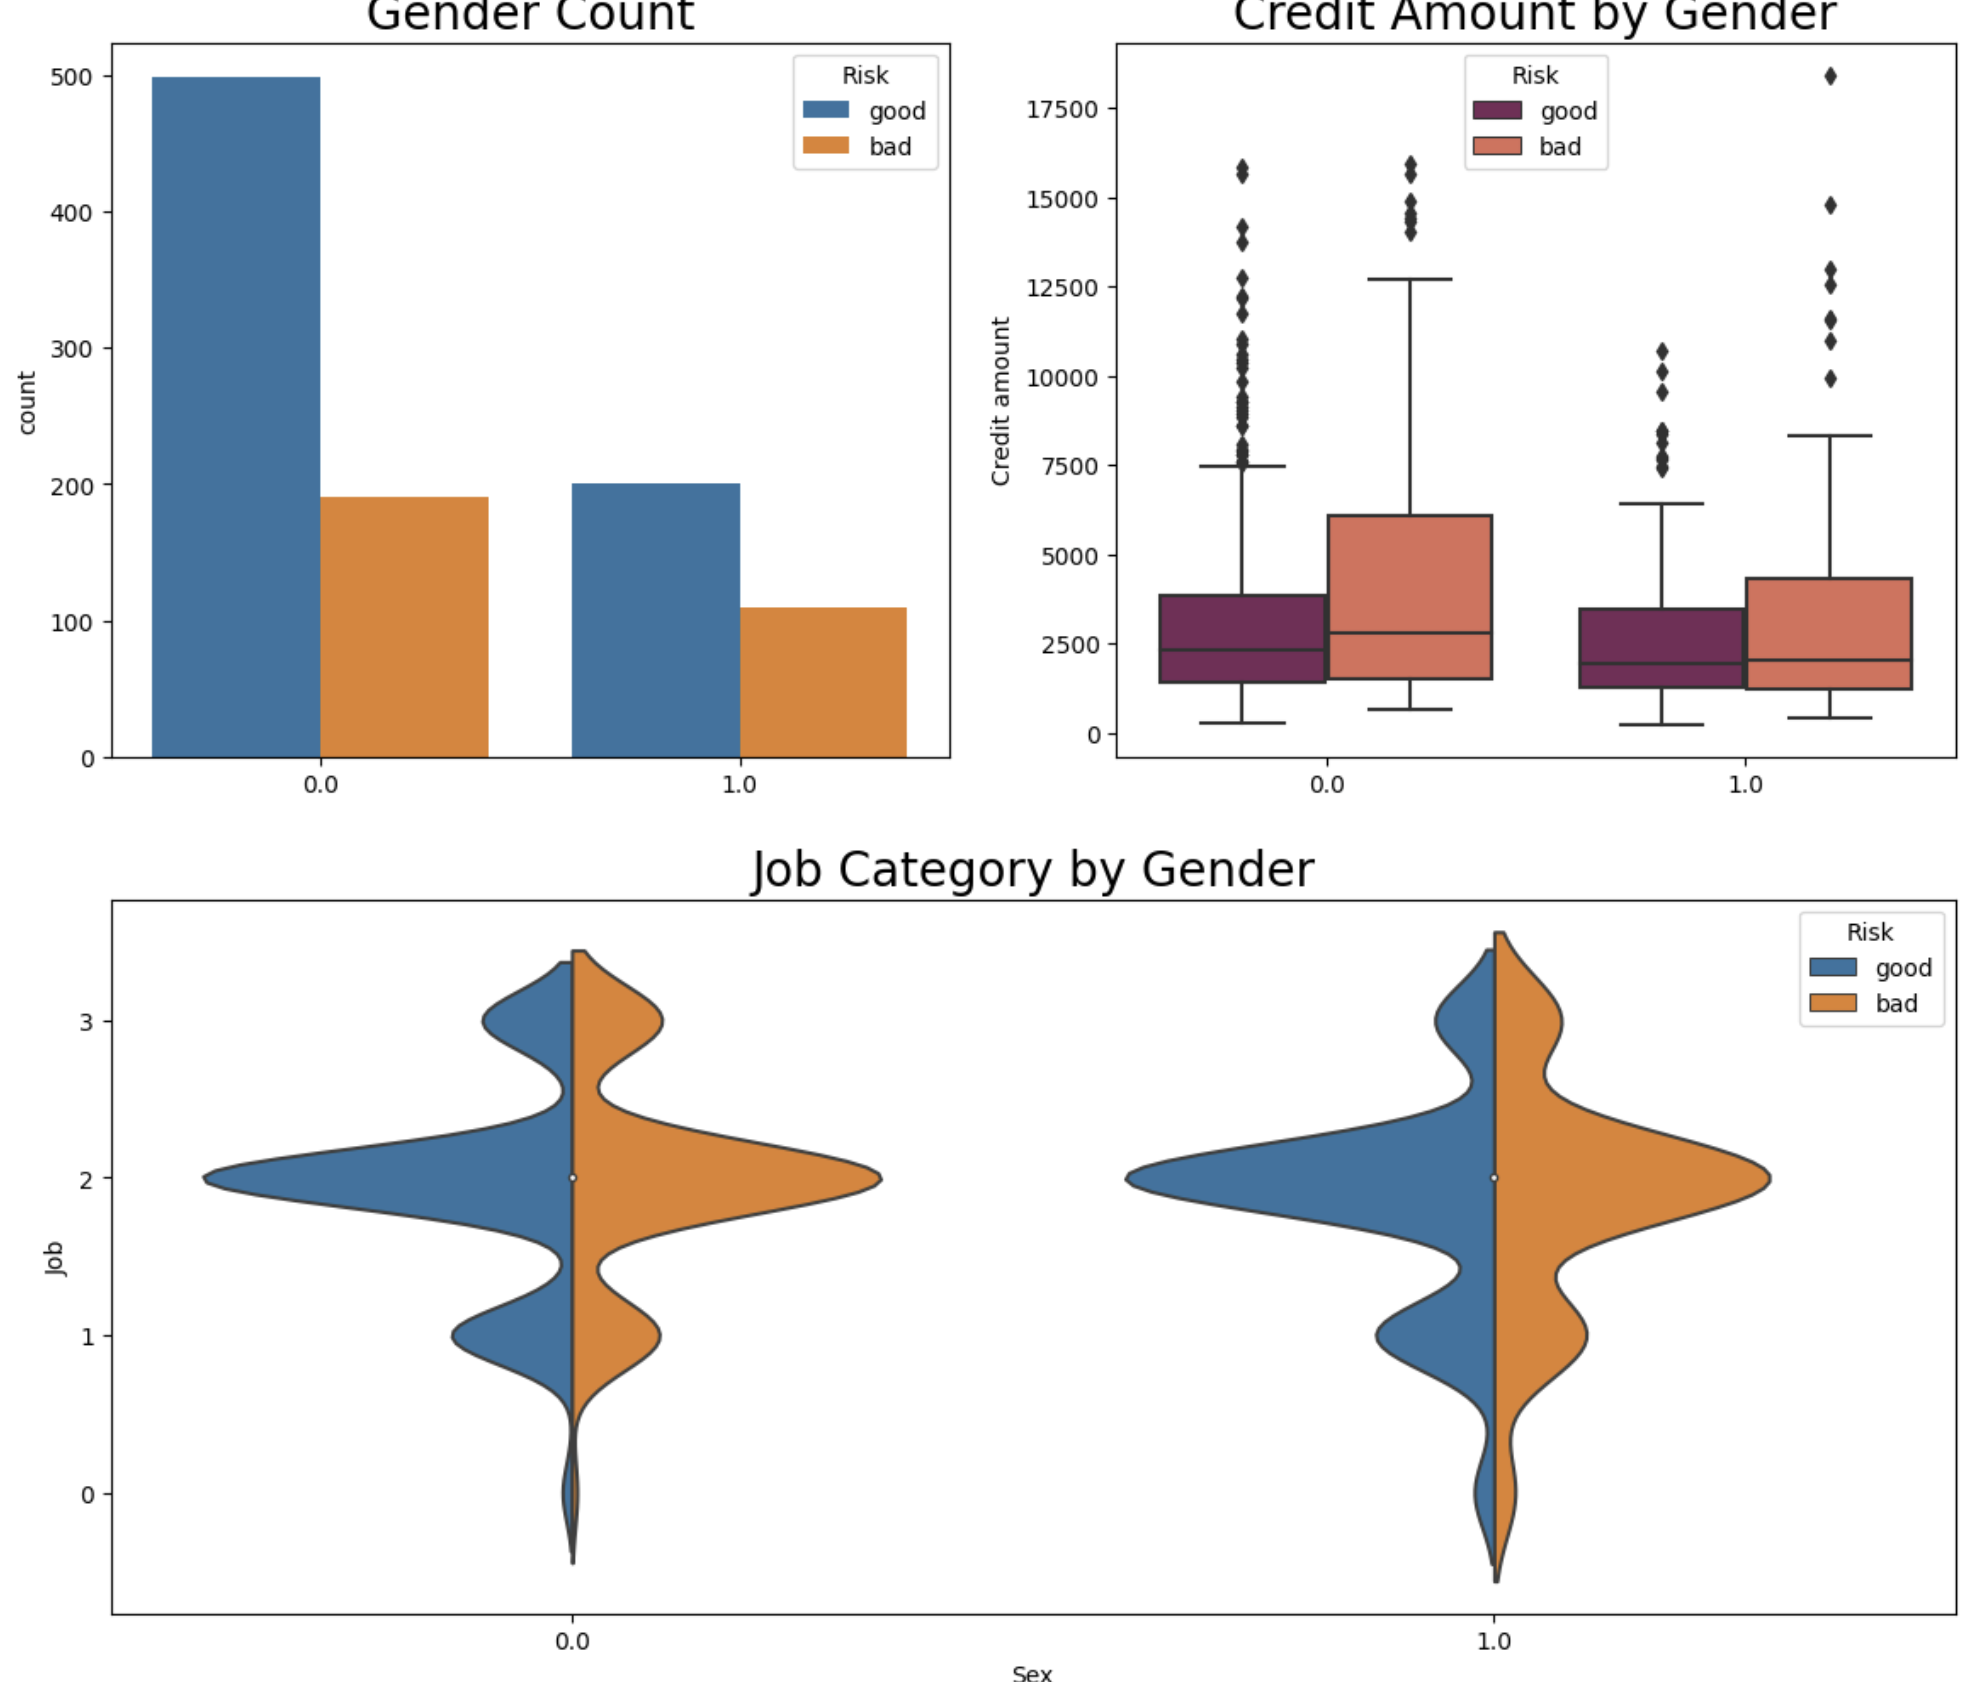 Gender Count
500
400
300
200
100
0
count
0.0
1.0
Risk
good
bad
Credit Amount by Gender
17500
15000
12500
10000
7500
5000
2500
0
Credit amount
0.0
1.0
Risk
good
bad
Job Category by Gender
3
2
1
0
Job
0.0
1.0
Sex
Risk
good
bad